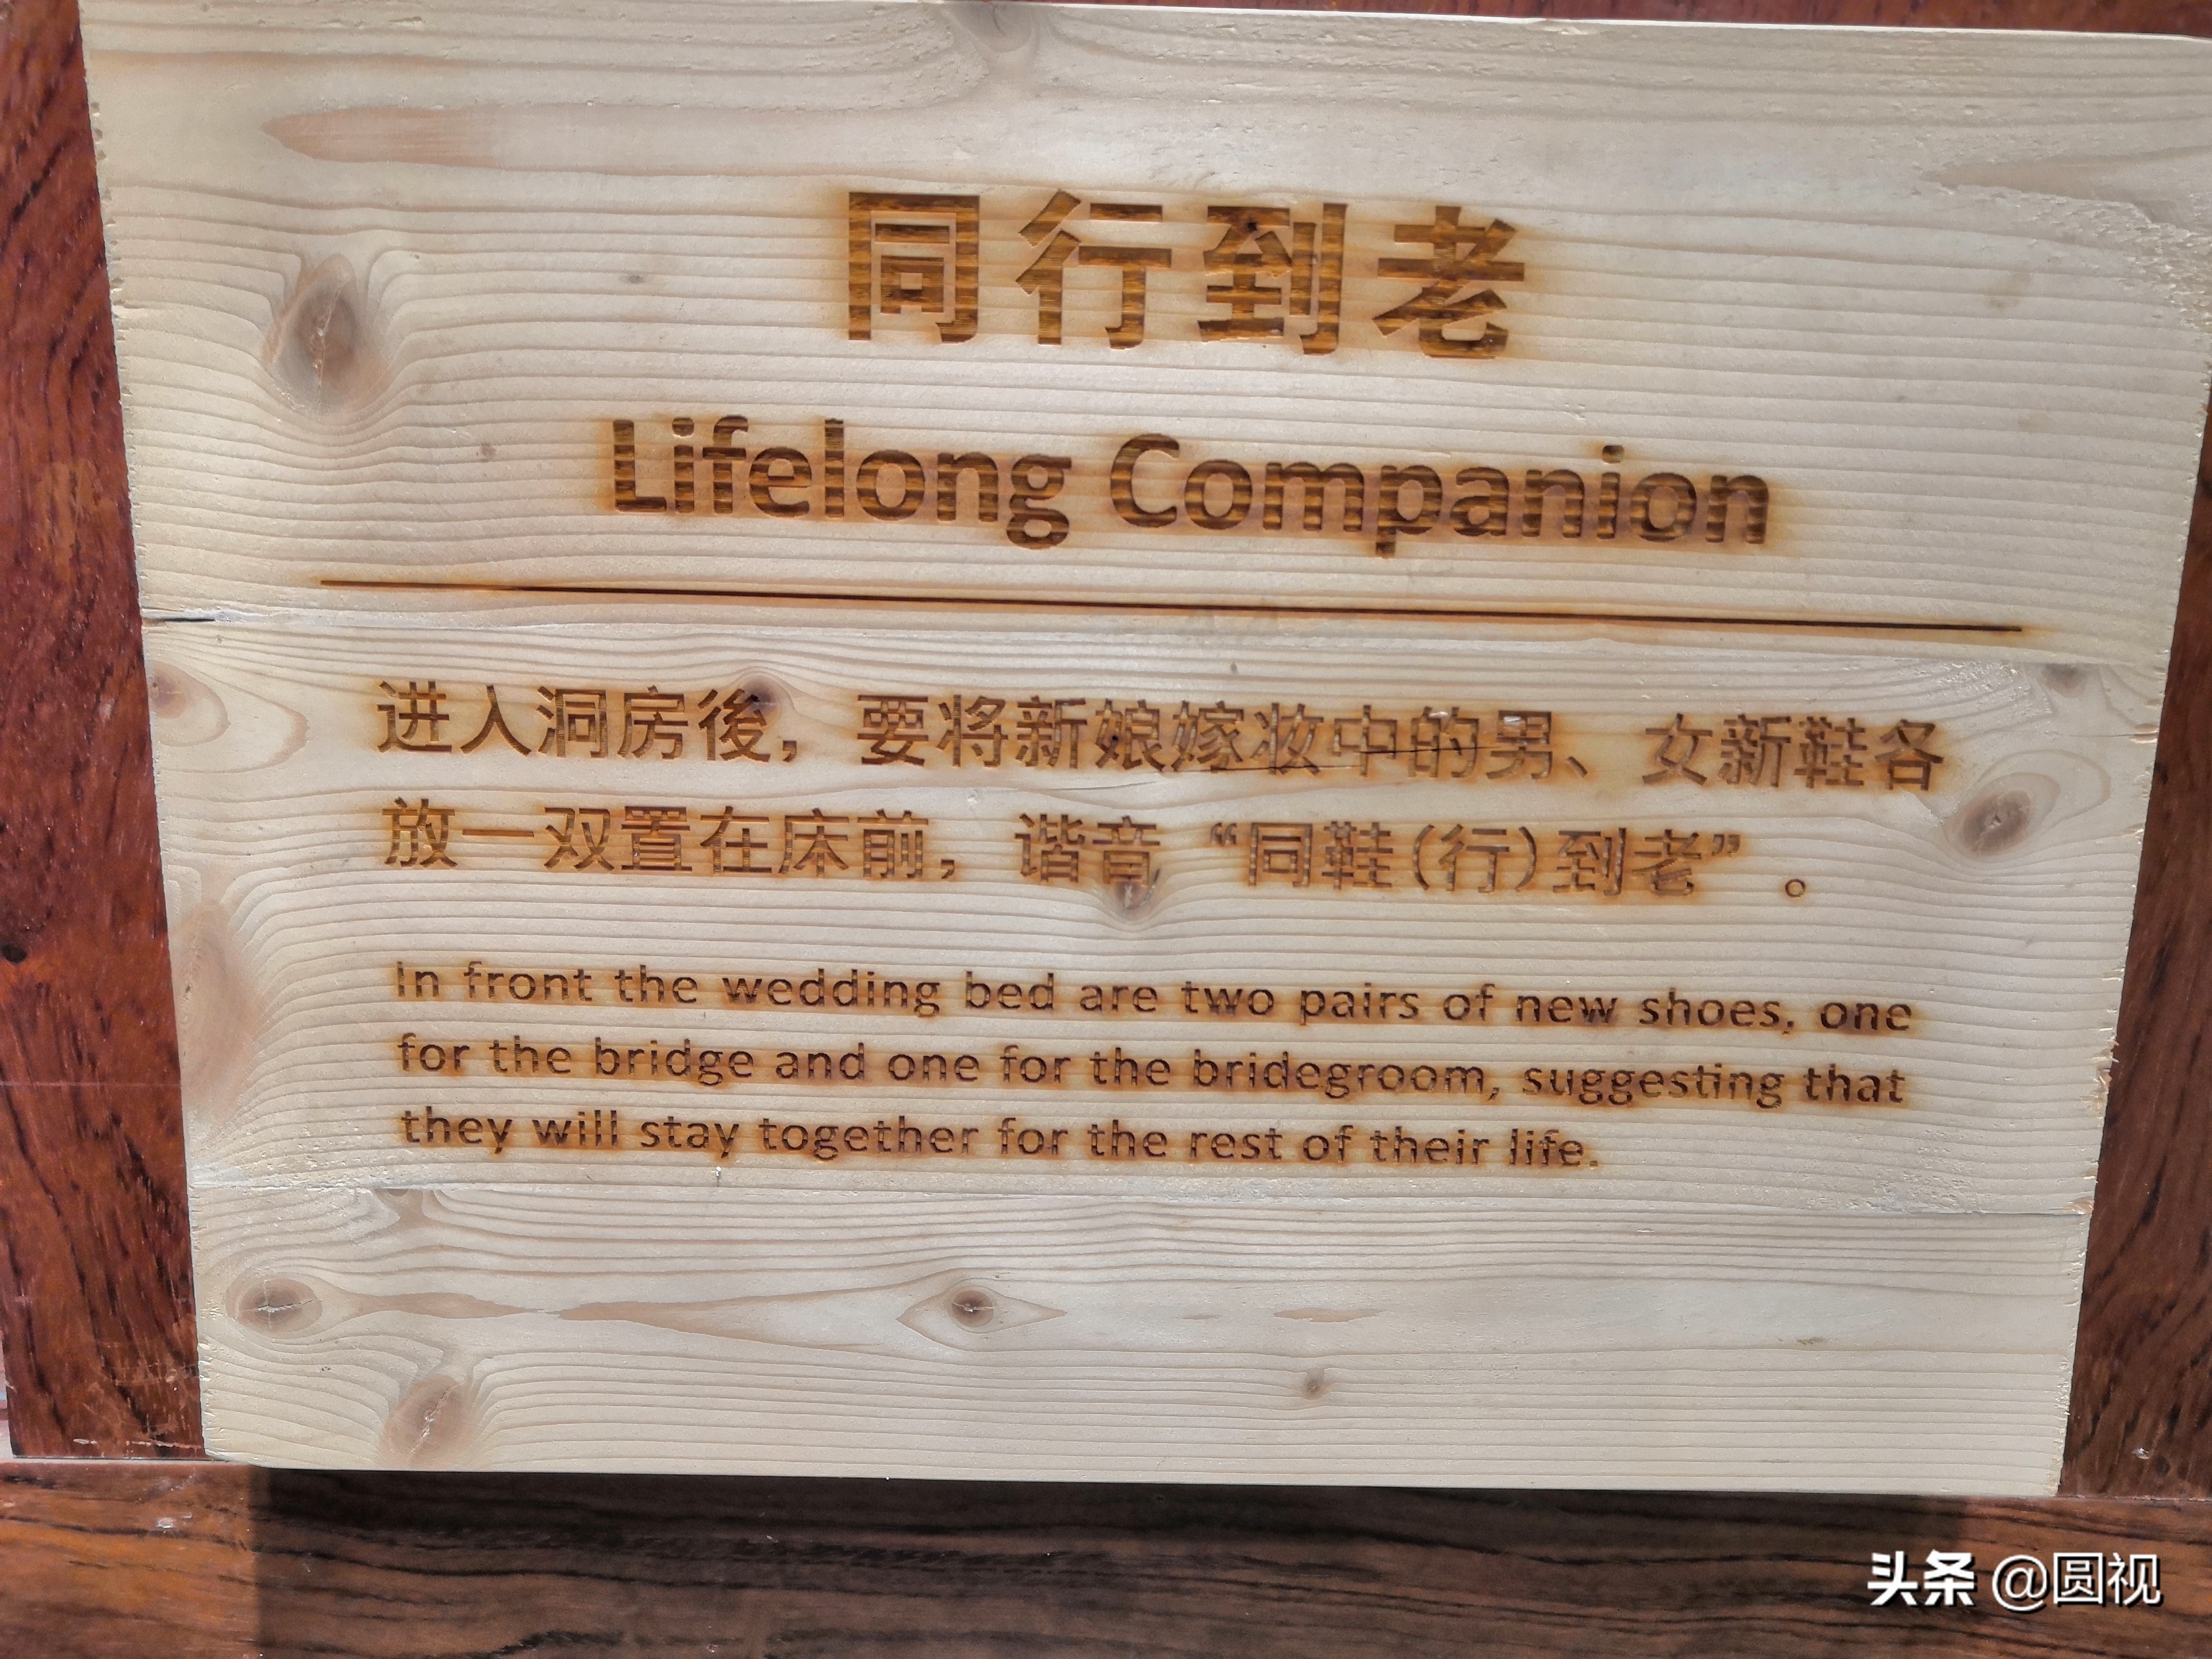 同行到老
Lifelong Companion
进入洞房後，要将新娘嫁妆中的男、女新鞋各
放一双置在床前，谐音“同鞋(行)到老”。
In front the wedding bed are two pairs of new shoes, one
for the bridge and one for the bridegroom, suggesting that
they will stay together for the rest of their life.
头条 @圆视